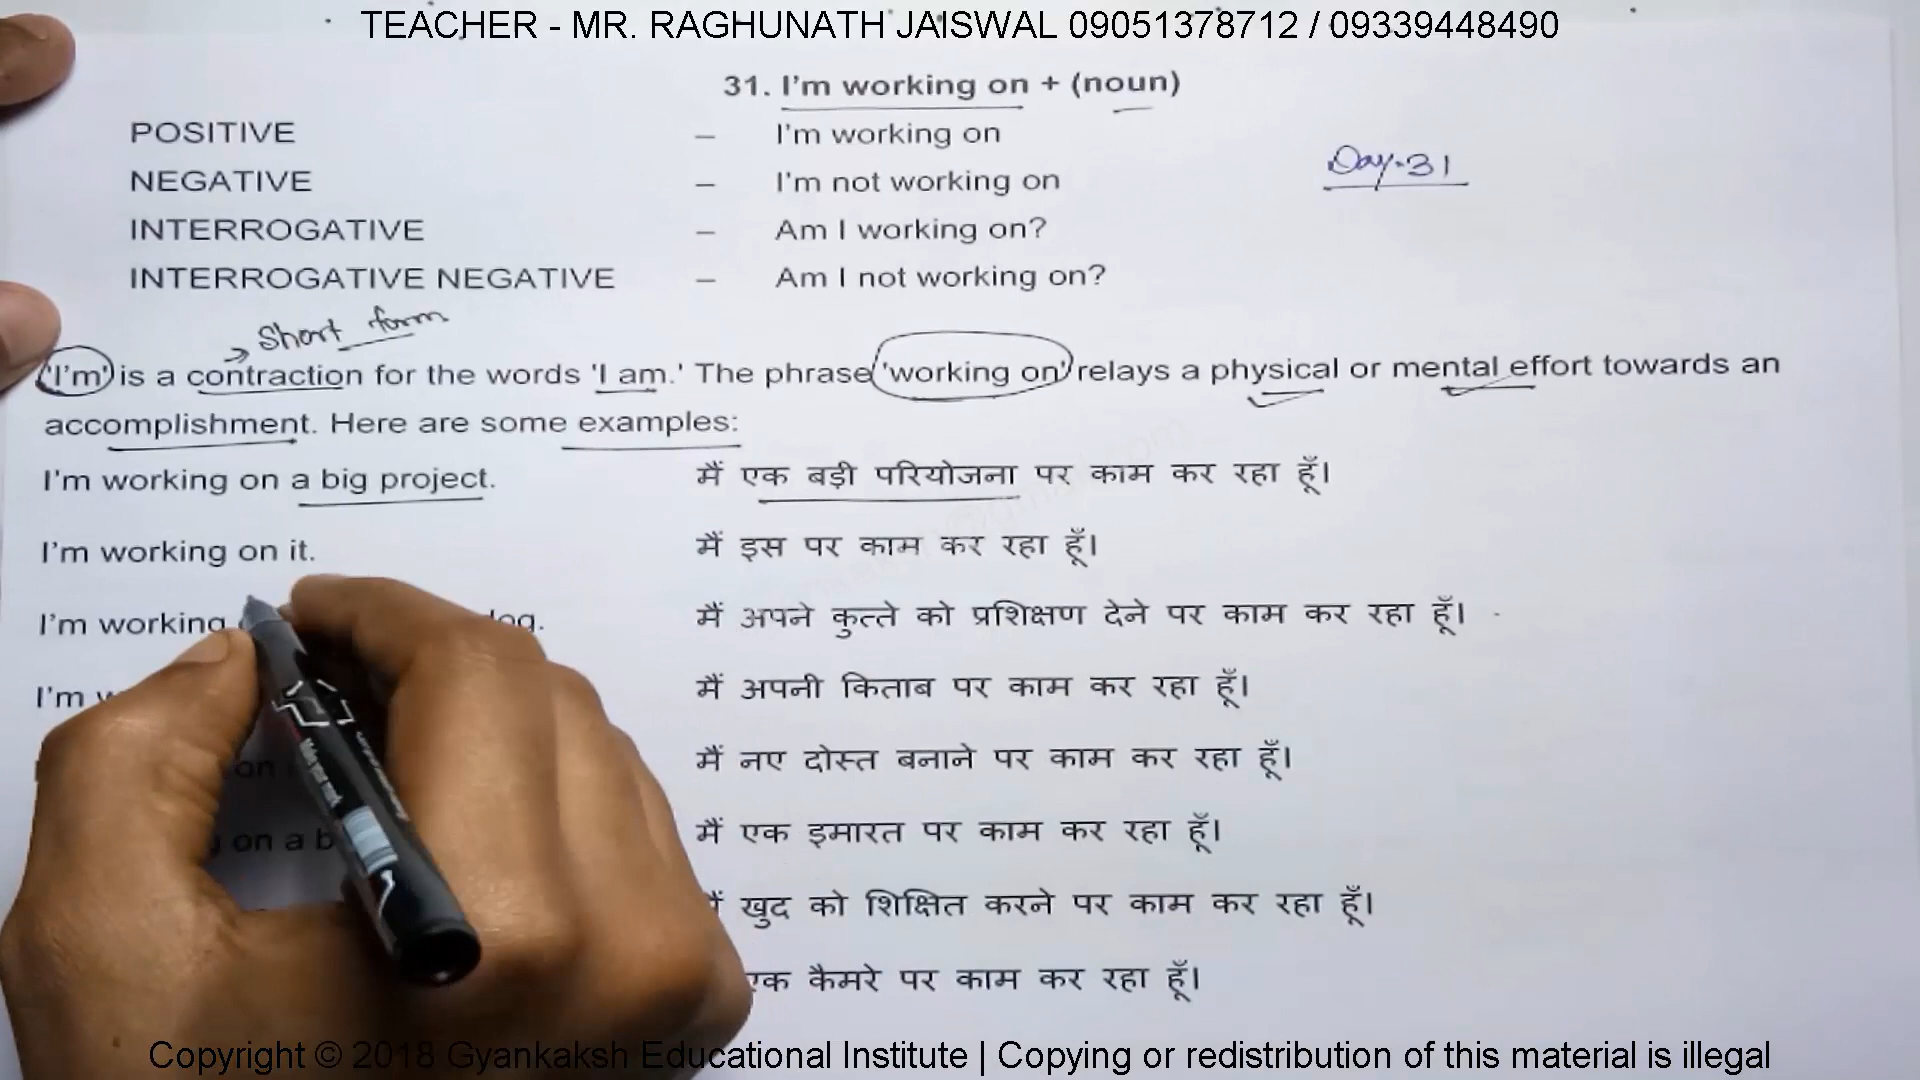 TEACHER - MR. RAGHUNATH JAISWAL 09051378712 / 09339448490
31. I'm working on + (noun)
POSITIVE – I'm working on
NEGATIVE – I'm not working on
Day-31
INTERROGATIVE – Am I working on?
INTERROGATIVE NEGATIVE – Am I not working on?
Short form
'I'm' is a contraction for the words 'I am.' The phrase 'working on' relays a physical or mental effort towards an
accomplishment. Here are some examples:
I'm working on a big project. मैं एक बड़ी परियोजना पर काम कर रहा हूँ।
I'm working on it. मैं इस पर काम कर रहा हूँ।
I'm working मैं अपने कुत्ते को प्रशिक्षण देने पर काम कर रहा हूँ।
I'm मैं अपनी किताब पर काम कर रहा हूँ।
on मैं नए दोस्त बनाने पर काम कर रहा हूँ।
on a मैं एक इमारत पर काम कर रहा हूँ।
खुद को शिक्षित करने पर काम कर रहा हूँ।
एक कैमरे पर काम कर रहा हूँ।
Copyright © 2018 Gyankaksh Educational Institute | Copying or redistribution of this material is illegal